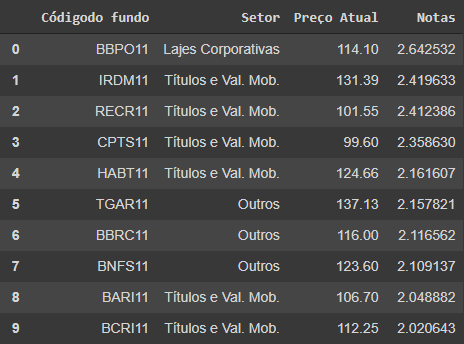 Códigodo fundo Setor Preço Atual Notas
0 BBPO11 Lajes Corporativas 114.10 2.642532
1 IRDM11 Títulos e Val. Mob. 131.39 2.419633
2 RECR11 Títulos e Val. Mob. 101.55 2.412386
3 CPTS11 Títulos e Val. Mob. 99.60 2.358630
4 HABT11 Títulos e Val. Mob. 124.66 2.161607
5 TGAR11 Outros 137.13 2.157821
6 BBRC11 Outros 116.00 2.116562
7 BNFS11 Outros 123.60 2.109137
8 BARI11 Títulos e Val. Mob. 106.70 2.048882
9 BCRI11 Títulos e Val. Mob. 112.25 2.020643